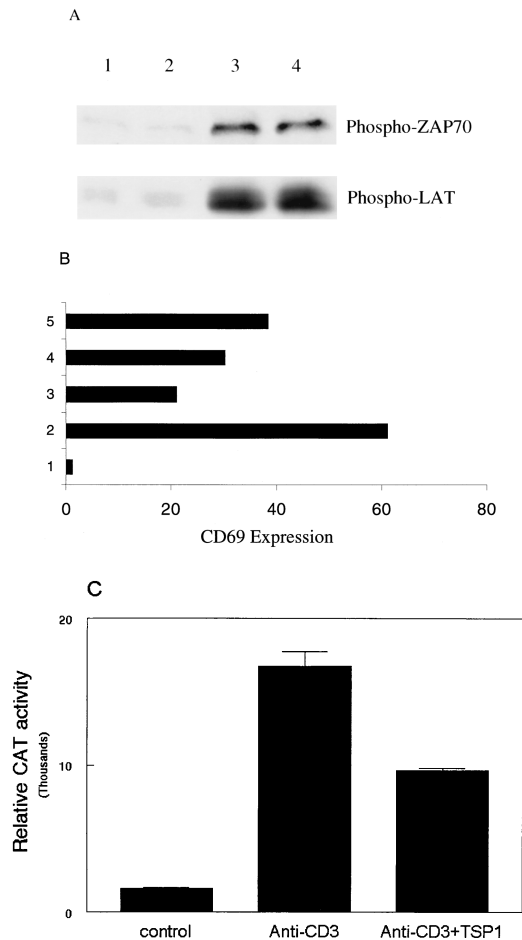 A
1 2 3 4
Phospho-ZAP70
Phospho-LAT
B
5
4
3
2
1
0 20 40 60 80
CD69 Expression
C
20
10
0
Relative CAT activity
(Thousands)
control Anti-CD3 Anti-CD3+TSP1